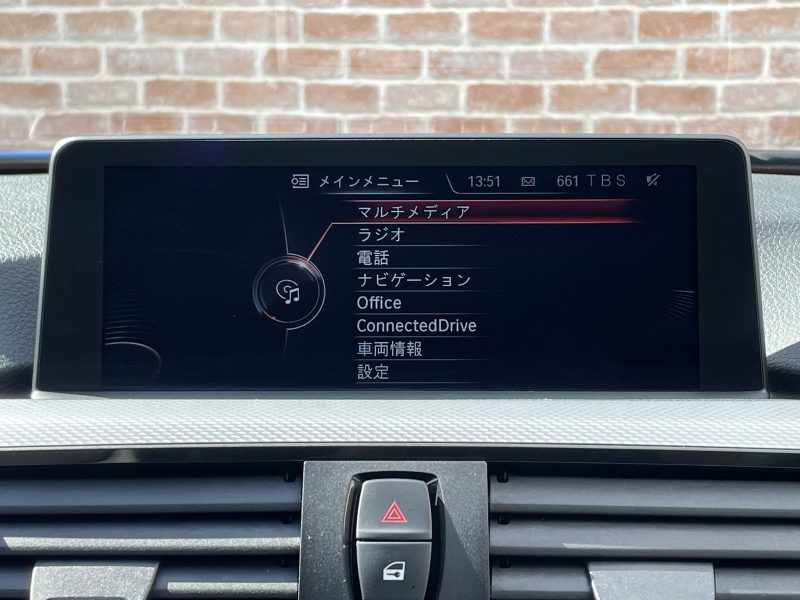 メインメニュー 13:51 661 TBS
マルチメディア
ラジオ
電話
ナビゲーション
Office
ConnectedDrive
車両情報
設定